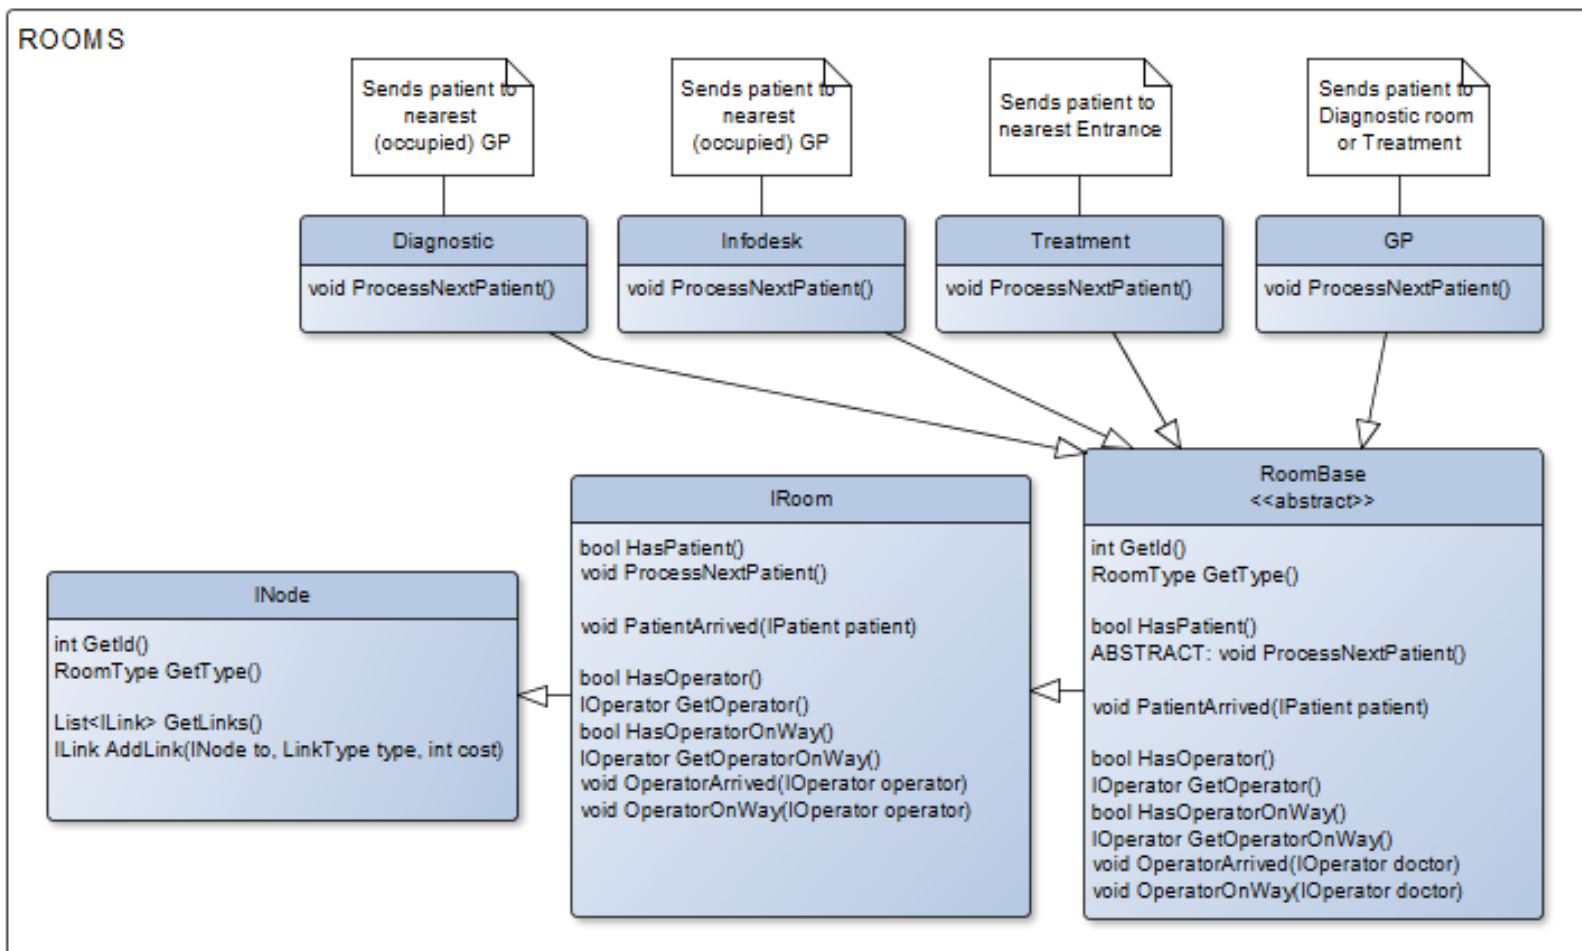 ROOMS
Sends patient to
nearest
(occupied) GP
Sends patient to
nearest
(occupied) GP
Sends patient to
nearest Entrance
Sends patient to
Diagnostic room
or Treatment
Diagnostic
void ProcessNextPatient()
Infodesk
void ProcessNextPatient()
Treatment
void ProcessNextPatient()
GP
void ProcessNextPatient()
INode
int GetId()
RoomType GetType()
List<ILink> GetLinks()
ILink AddLink(INode to, LinkType type, int cost)
IRoom
bool HasPatient()
void ProcessNextPatient()
void PatientArrived(IPatient patient)
bool HasOperator()
IOperator GetOperator()
bool HasOperatorOnWay()
IOperator GetOperatorOnWay()
void OperatorArrived(IOperator operator)
void OperatorOnWay(IOperator operator)
RoomBase
<<abstract>>
int GetId()
RoomType GetType()
bool HasPatient()
ABSTRACT: void ProcessNextPatient()
void PatientArrived(IPatient patient)
bool HasOperator()
IOperator GetOperator()
bool HasOperatorOnWay()
IOperator GetOperatorOnWay()
void OperatorArrived(IOperator doctor)
void OperatorOnWay(IOperator doctor)